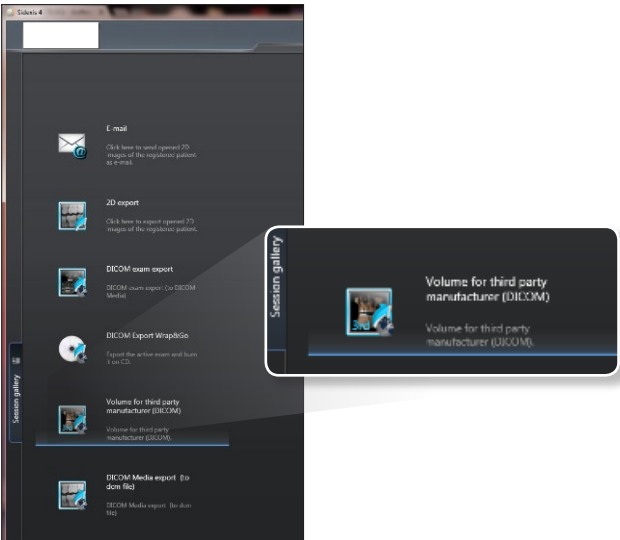 Sidexis 4
E-mail
Click here to send opened 2D
images of the registered patient
as e-mail.
2D export
Click here to export opened 2D
images of the registered patient.
DICOM exam export
DICOM exam export (to DICOM
Media)
DICOM Export Wrap&Go
Export the active exam and burn
it on CD.
Volume for third party
manufacturer (DICOM)
Volume for third party
manufacturer (DICOM).
DICOM Media export (to
dcm file)
DICOM Media export (to dcm
file)
Session gallery
Session gallery
3rd
Volume for third party
manufacturer (DICOM)
Volume for third party
manufacturer (DICOM).